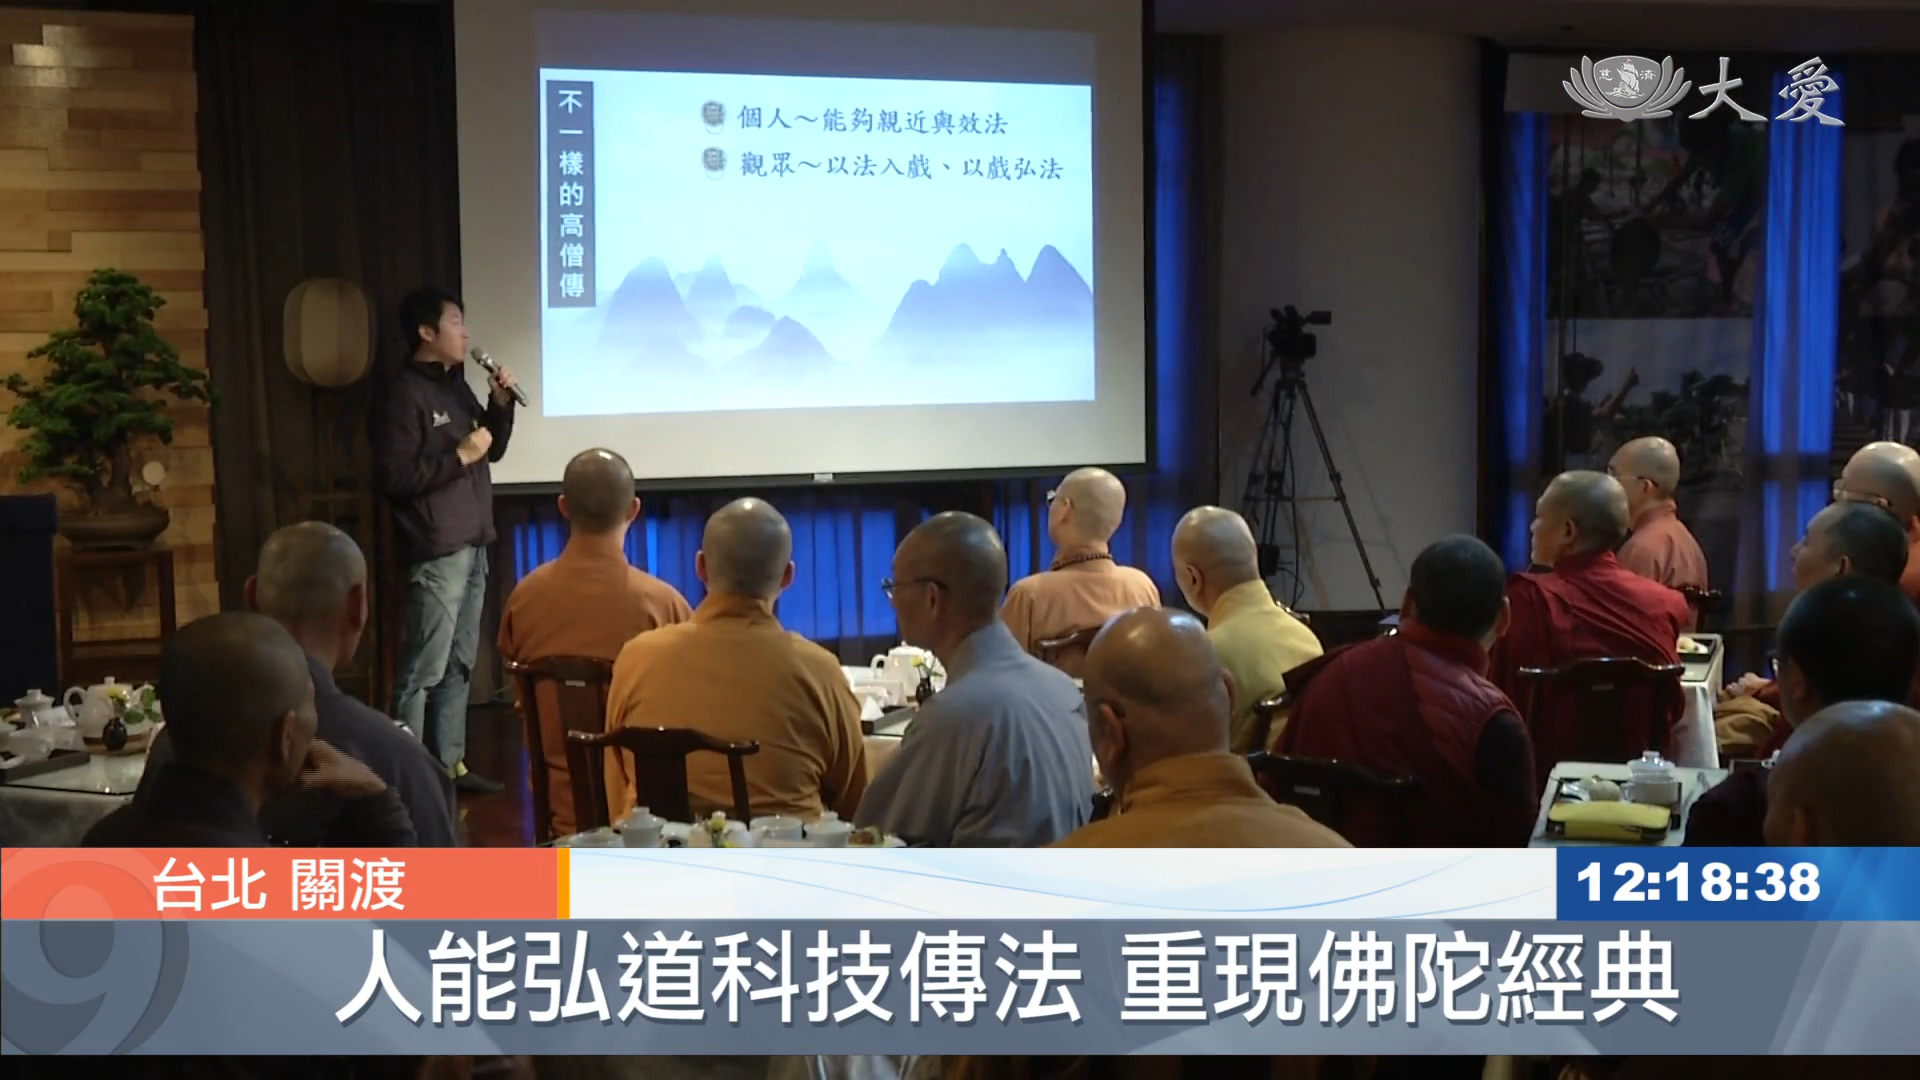 慈濟 大愛
不一樣的高僧傳
個人～能夠親近與效法
觀眾～以法入戲、以戲弘法
台北 關渡
12:18:38
人能弘道科技傳法 重現佛陀經典